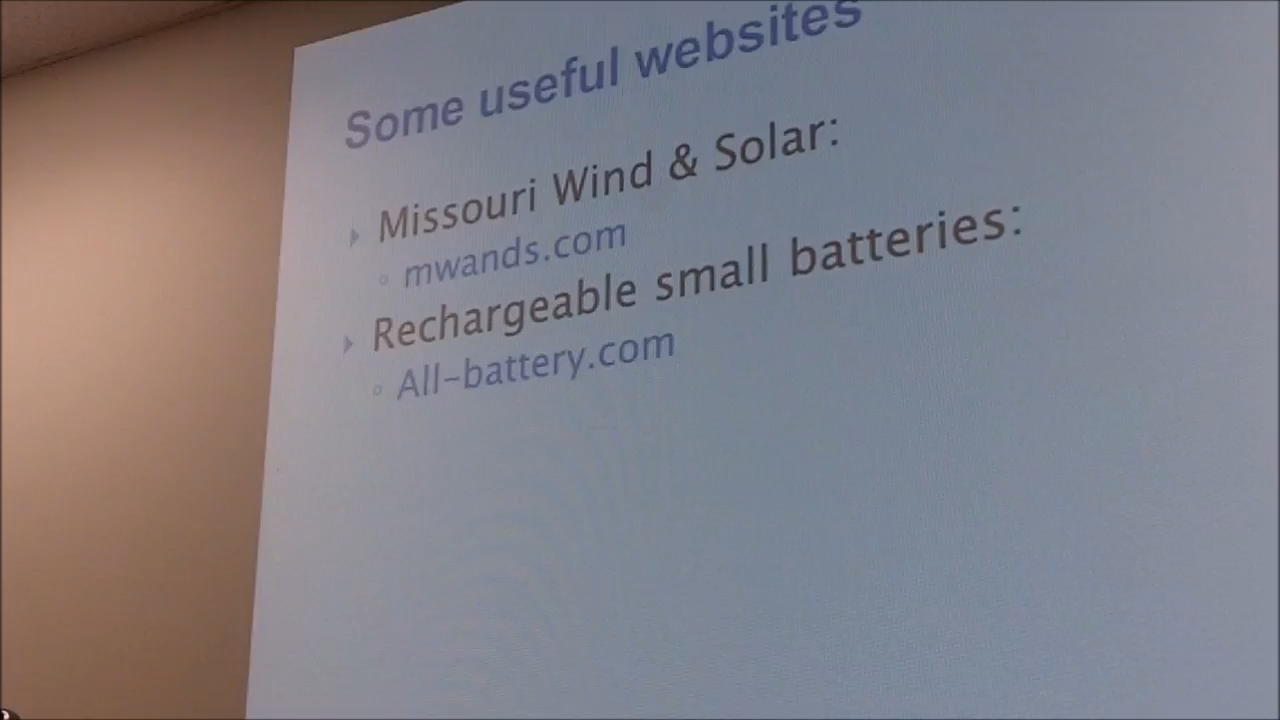 Some useful websites
Missouri Wind & Solar:
mwands.com
Rechargeable small batteries:
All-battery.com